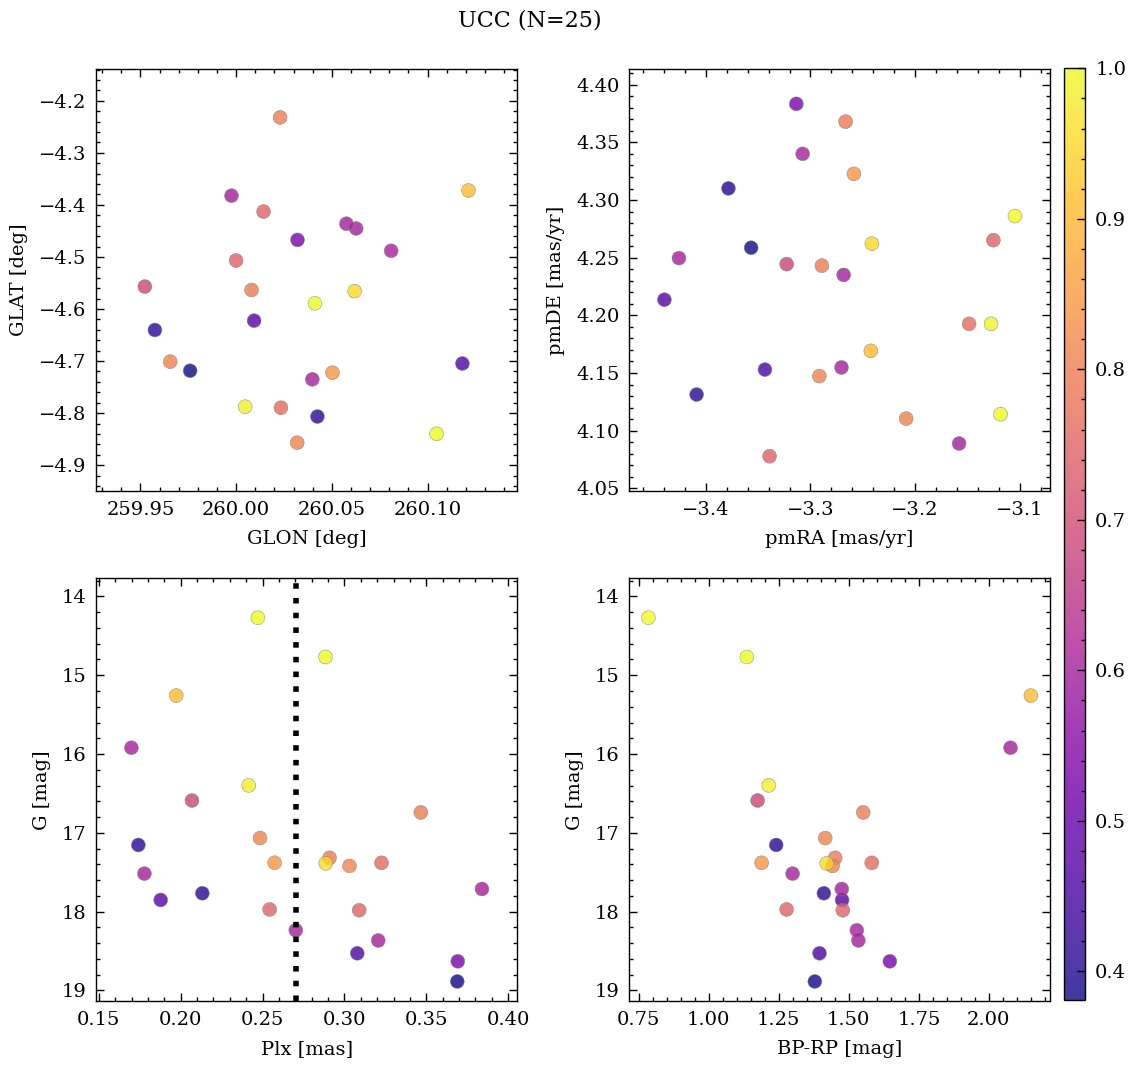 UCC (N=25)
−4.2
−4.3
−4.4
−4.5
−4.6
−4.7
−4.8
−4.9
GLAT [deg]
259.95 260.00 260.05 260.10
GLON [deg]
4.40
4.35
4.30
4.25
4.20
4.15
4.10
4.05
pmDE [mas/yr]
−3.4 −3.3 −3.2 −3.1
pmRA [mas/yr]
14
15
16
17
18
19
G [mag]
0.15 0.20 0.25 0.30 0.35 0.40
Plx [mas]
14
15
16
17
18
19
G [mag]
0.75 1.00 1.25 1.50 1.75 2.00
BP-RP [mag]
1.0
0.9
0.8
0.7
0.6
0.5
0.4